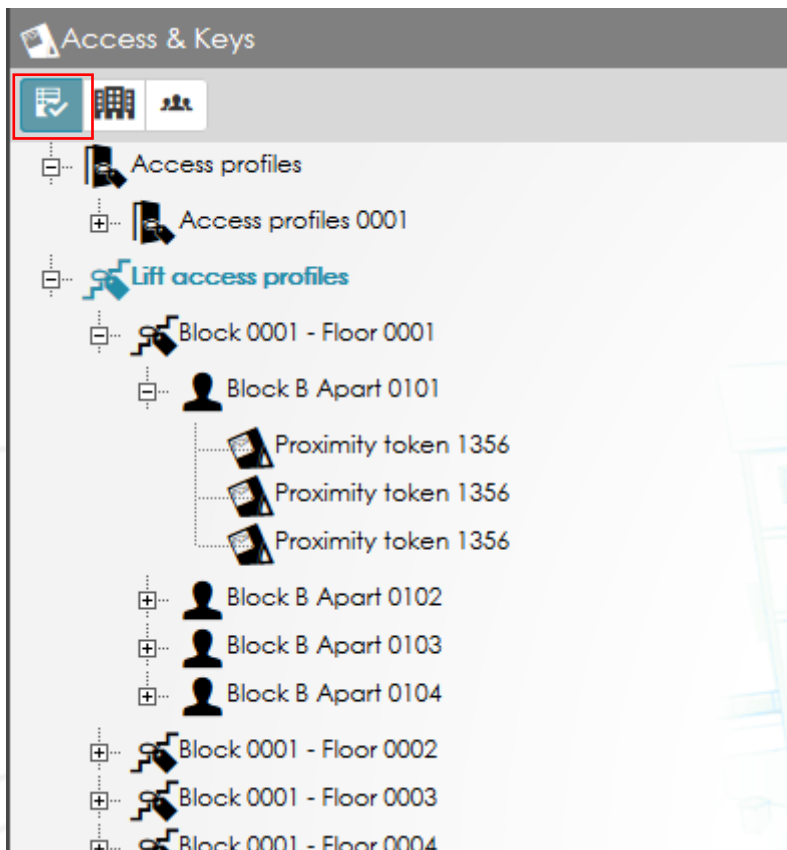 Access & Keys
Access profiles
Access profiles 0001
Lift access profiles
Block 0001 - Floor 0001
Block B Apart 0101
Proximity token 1356
Proximity token 1356
Proximity token 1356
Block B Apart 0102
Block B Apart 0103
Block B Apart 0104
Block 0001 - Floor 0002
Block 0001 - Floor 0003
Block 0001 - Floor 0004